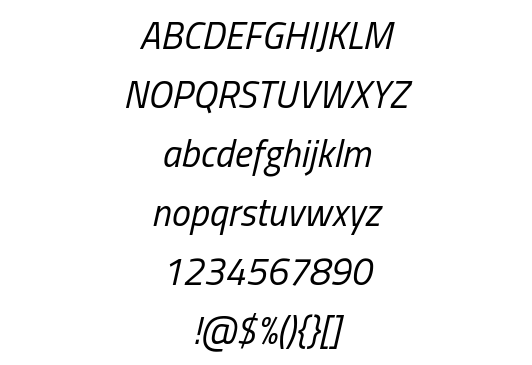 ABCDEFGHIJKLM
NOPQRSTUVWXYZ
abcdefghijklm
nopqrstuvwxyz
1234567890
!@$%(){}[]